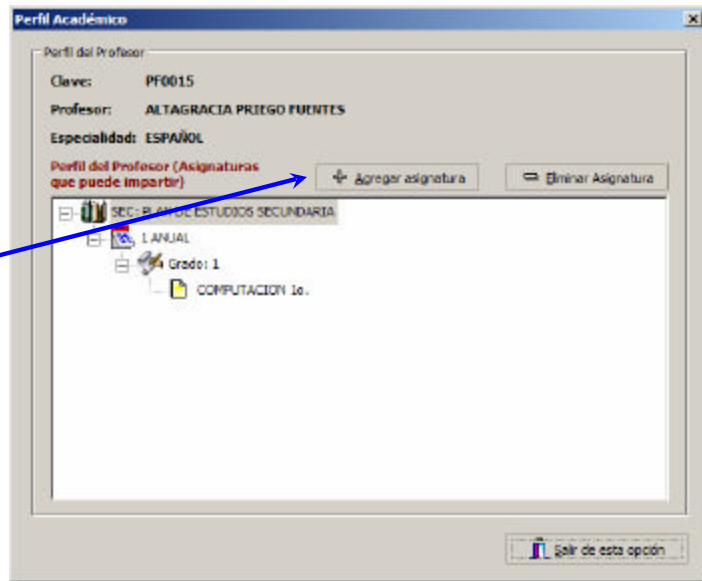 Perfil Académico
Perfil del Profesor
Clave: PF0015
Profesor: ALTAGRACIA PRIEGO FUENTES
Especialidad: ESPAÑOL
Perfil del Profesor (Asignaturas
que puede impartir)
Agregar asignatura
Eliminar Asignatura
SEC: PLAN DE ESTUDIOS SECUNDARIA
1 ANUAL
Grado: 1
COMPUTACION 1o.
Salir de esta opción